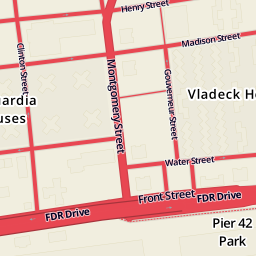 Henry Street
Madison Street
Clinton Street
Montgomery Street
Gouverneur Street
Vladeck Ho
uardia
uses
Water Street
Front Street
FDR Drive
FDR Drive
Pier 42
Park